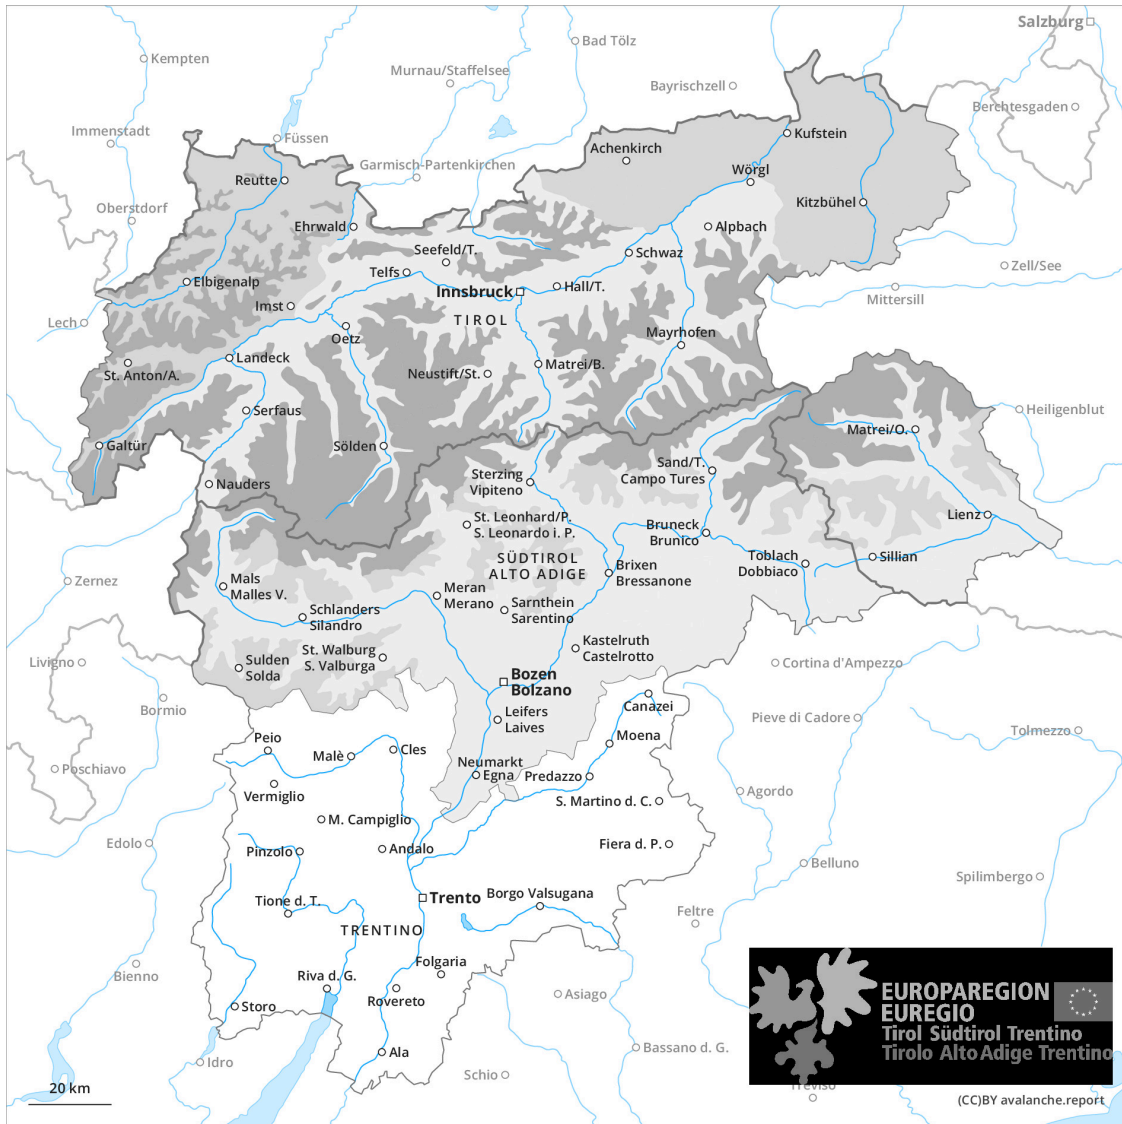 Salzburg
Bad Tölz
Kempten
Murnau/Staffelsee
Bayrischzell
Berchtesgaden
Immenstadt
Füssen
Kufstein
Achenkirch
Garmisch-Partenkirchen
Wörgl
Reutte
Kitzbühel
Oberstdorf
Ehrwald
Alpbach
Seefeld/T.
Schwaz
Telfs
Zell/See
Elbigenalp
Hall/T.
Innsbruck
Mittersill
Imst
TIROL
Lech
Oetz
Mayrhofen
Landeck
Matrei/B.
St. Anton/A.
Neustift/St.
Serfaus
Heiligenblut
Matrei/O.
Galtür
Sölden
Sand/T.
Campo Tures
Sterzing
Vipiteno
Nauders
St. Leonhard/P.
S. Leonardo i. P.
Lienz
Bruneck
Brunico
SÜDTIROL
ALTO ADIGE
Toblach
Dobbiaco
Sillian
Brixen
Bressanone
Zernez
Mals
Malles V.
Meran
Merano
Sarnthein
Sarentino
Schlanders
Silandro
Kastelruth
Castelrotto
St. Walburg
S. Valburga
Livigno
Sulden
Solda
Cortina d'Ampezzo
Bozen
Bolzano
Bormio
Canazei
Leifers
Laives
Pieve di Cadore
Tolmezzo
Peio
Moena
Malè
Cles
Neumarkt
Egna
Predazzo
Poschiavo
Vermiglio
Agordo
S. Martino d. C.
M. Campiglio
Edolo
Pinzolo
Andalo
Fiera d. P.
Belluno
Spilimbergo
Trento
Borgo Valsugana
Tione d. T.
Feltre
TRENTINO
Folgaria
Bienno
Riva d. G.
Rovereto
Asiago
Storo
EUROPAREGION
EUREGIO
Tirol Südtirol Trentino
Tirolo Alto Adige Trentino
Ala
Bassano d. G.
Idro
Schio
Treviso
20 km
(CC)BY avalanche.report